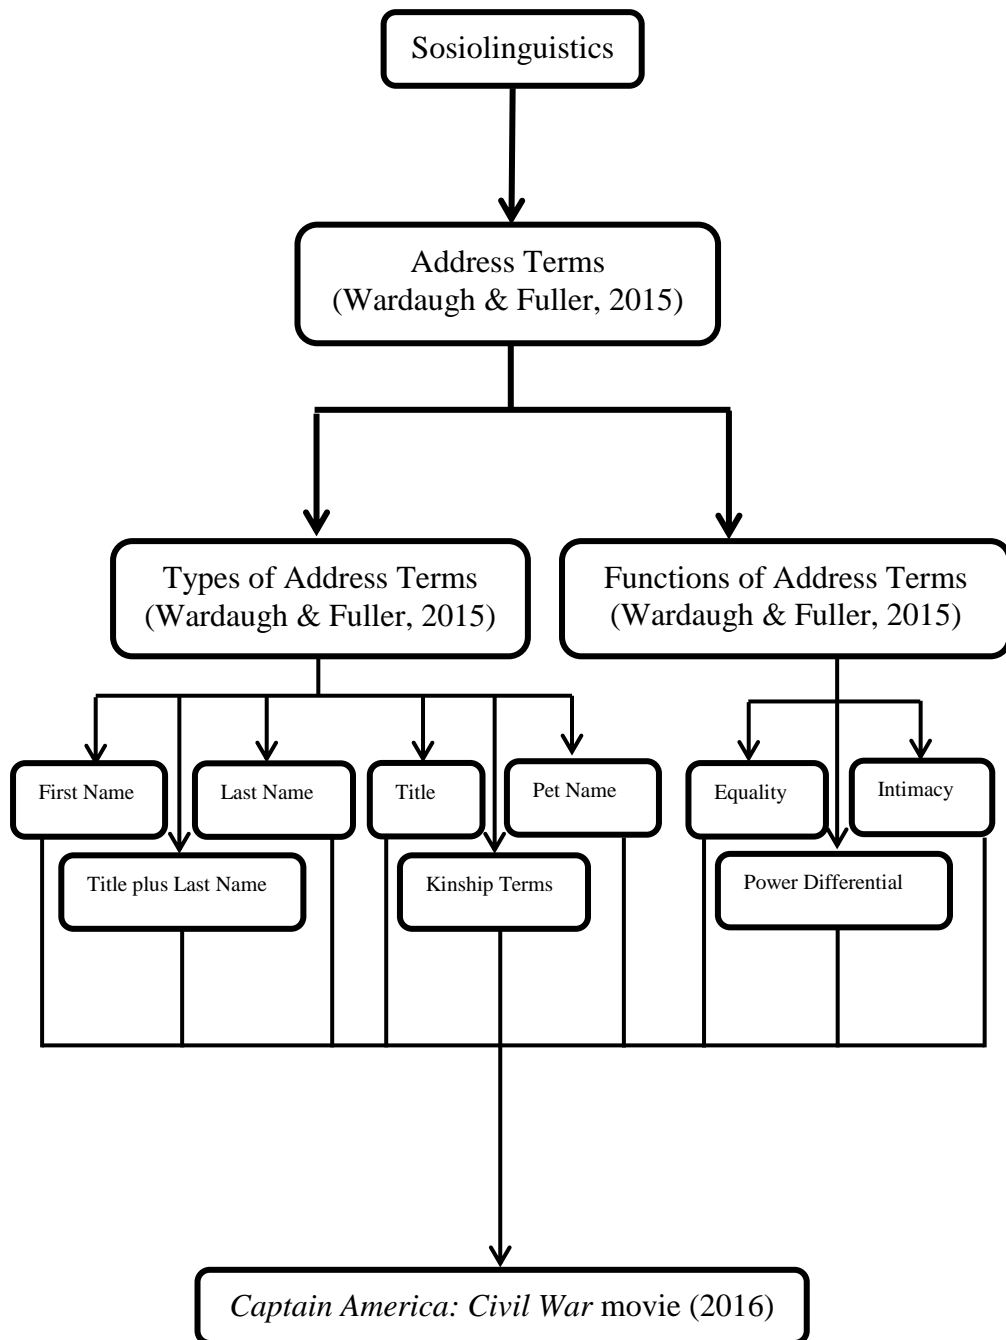 Sosiolinguistics
Address Terms
(Wardaugh & Fuller, 2015)
Types of Address Terms
(Wardaugh & Fuller, 2015)
Functions of Address Terms
(Wardaugh & Fuller, 2015)
First Name
Last Name
Title
Pet Name
Equality
Intimacy
Title plus Last Name
Kinship Terms
Power Differential
Captain America: Civil War movie (2016)